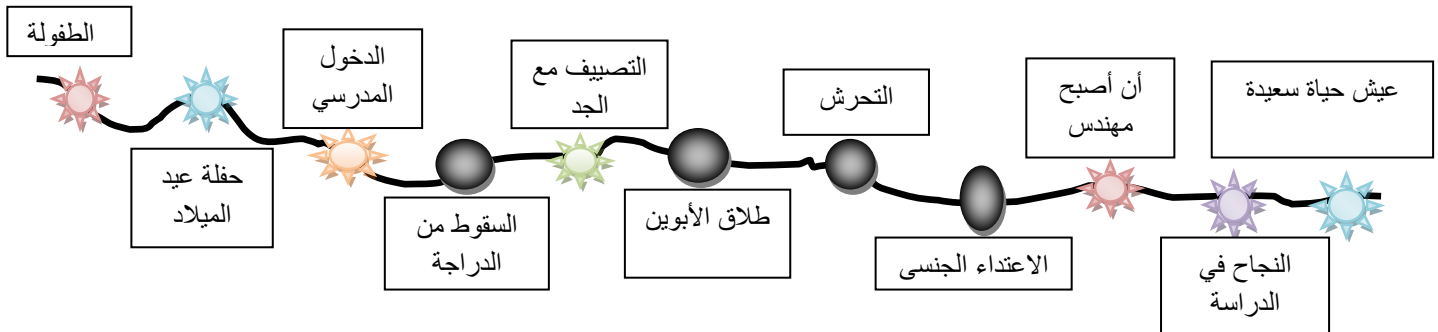 الطفولة
حفلة عيد
الميلاد
الدخول
المدرسي
السقوط من
الدراجة
التصييف مع
الجد
طلاق الأبوين
التحرش
الاعتداء الجنسى
أن أصبح
مهندس
النجاح في
الدراسة
عيش حياة سعيدة